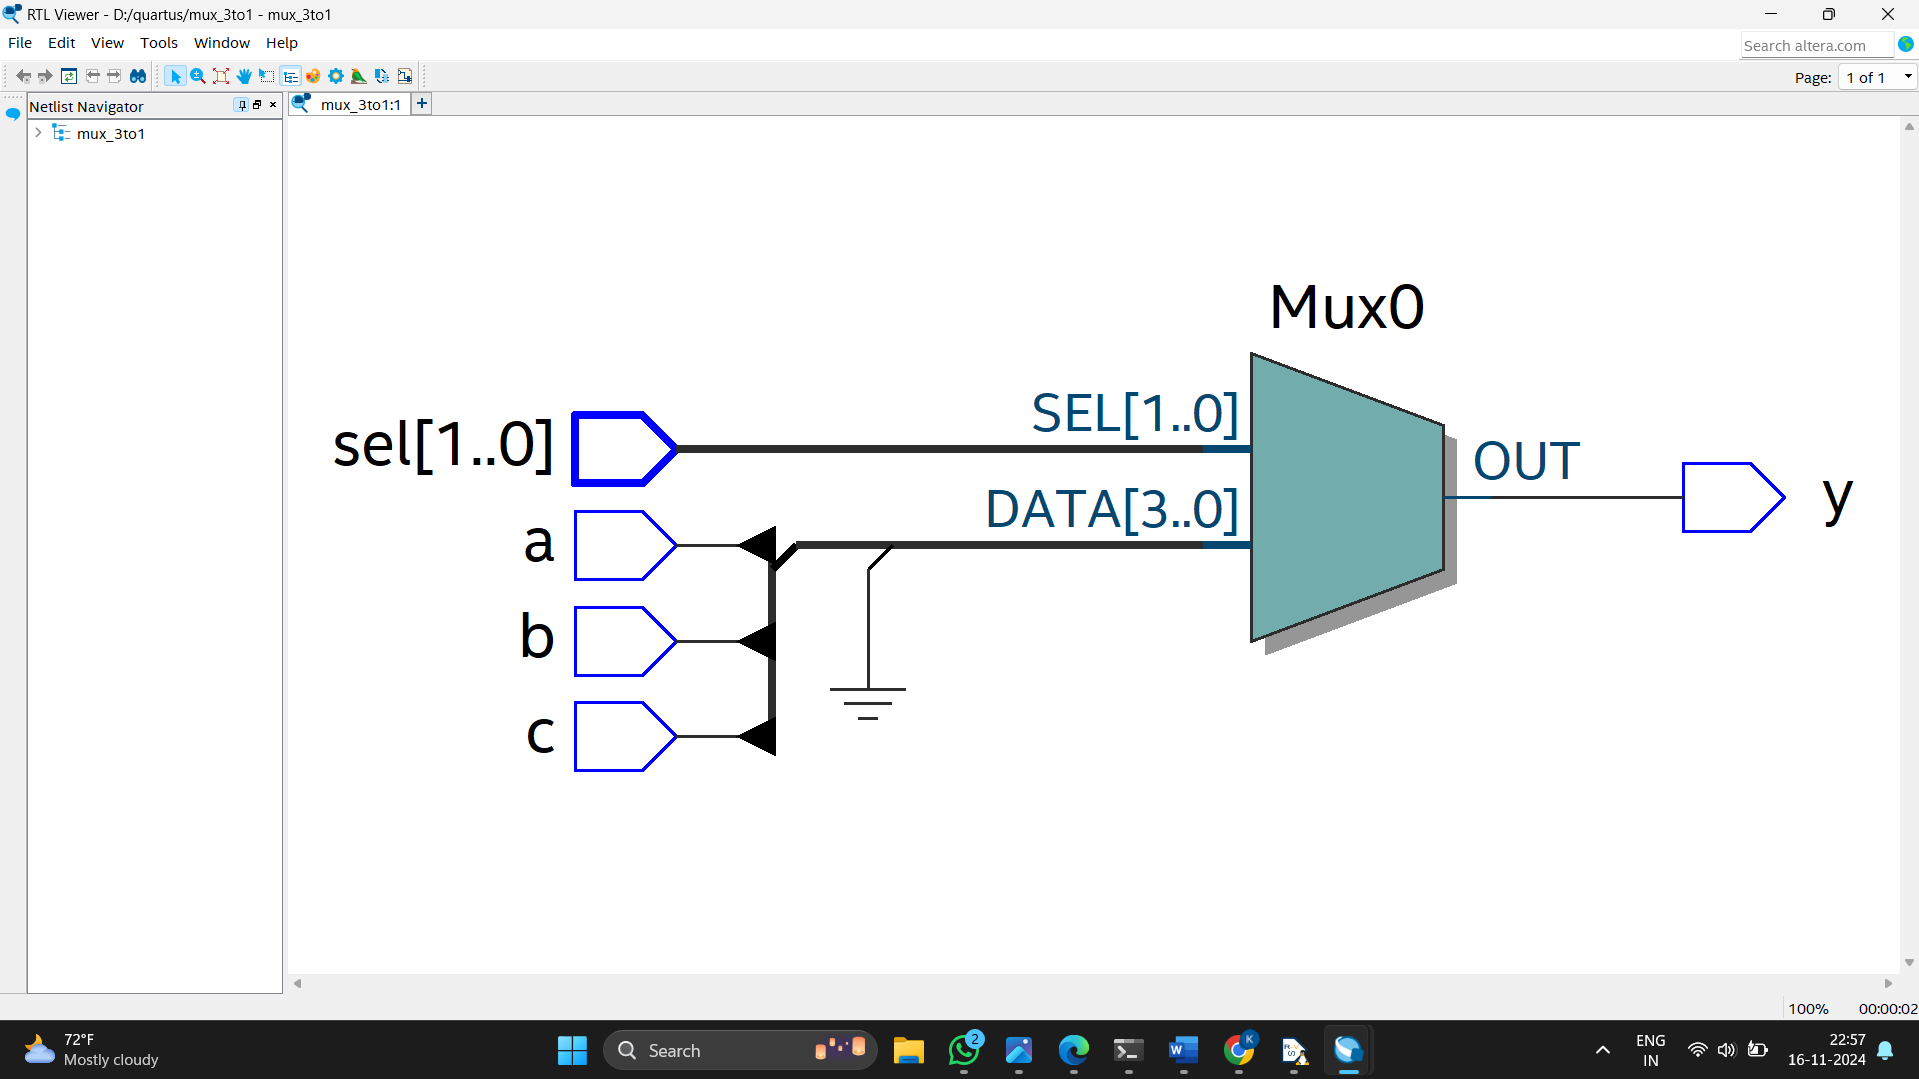 RTL Viewer - D:/quartus/mux_3to1 - mux_3to1
File Edit View Tools Window Help
Search altera.com
Page: 1 of 1
Netlist Navigator
mux_3to1:1
mux_3to1
Mux0
SEL[1..0]
sel[1..0]
OUT
DATA[3..0]
y
a
b
c
100% 00:00:02
72°F
Mostly cloudy
Search
2
K
ENG
IN
22:57
16-11-2024